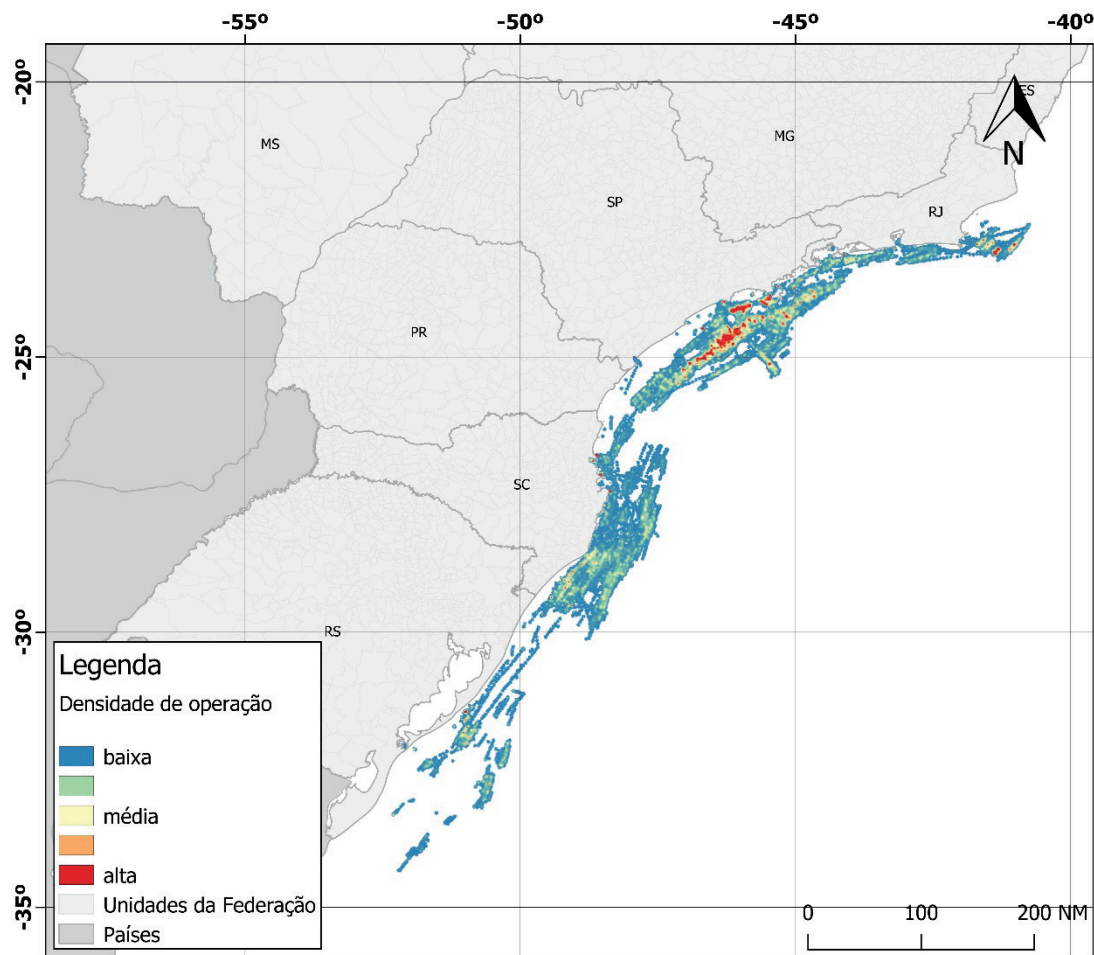 -55º -50º -45º -40º
-20º
ES
MS
MG
N
SP
RJ
-25º
PR
SC
-30º
RS
Legenda
Densidade de operação
baixa
média
alta
Unidades da Federação
Países
-35º
0 100 200 NM